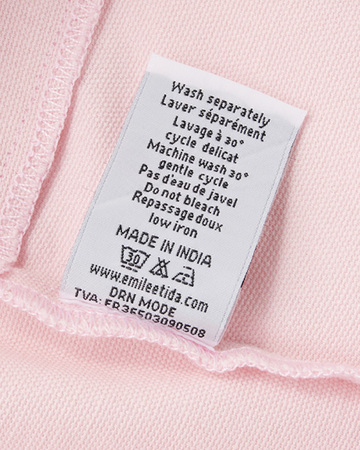 Wash separately
Laver séparément
Lavage à 30°
cycle délicat
Machine wash 30°
gentle cycle
Pas d'eau de javel
Do not bleach
Repassage doux
low iron
MADE IN INDIA
30
www.emileetida.com
DRN MODE
TVA: FR35503090508